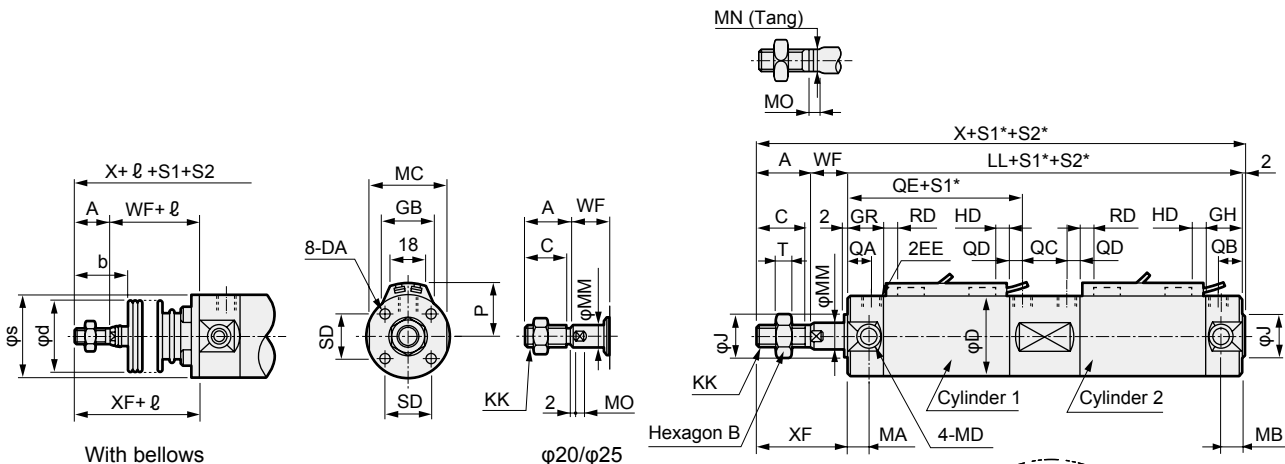 MN (Tang)
MO
X+ ℓ +S1+S2
A
WF+ ℓ
b
φs
φd
XF+ ℓ
With bellows
MC
GB
18
8-DA
SD
SD
P
A
WF
C
φMM
KK
2
MO
φ20/φ25
X+S1*+S2*
A
WF
LL+S1*+S2*
2
QE+S1*
C
2
GR
RD
HD
RD
HD
GH
T
QA
2EE
QD
QC
QD
QB
φMM
φJ
φD
φJ
KK
Cylinder 1
Cylinder 2
Hexagon B
XF
MA
4-MD
MB